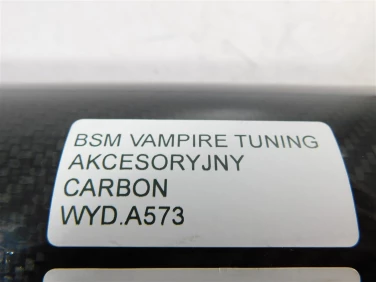 BSM VAMPIRE TUNING
AKCESORYJNY
CARBON
WYD.A573